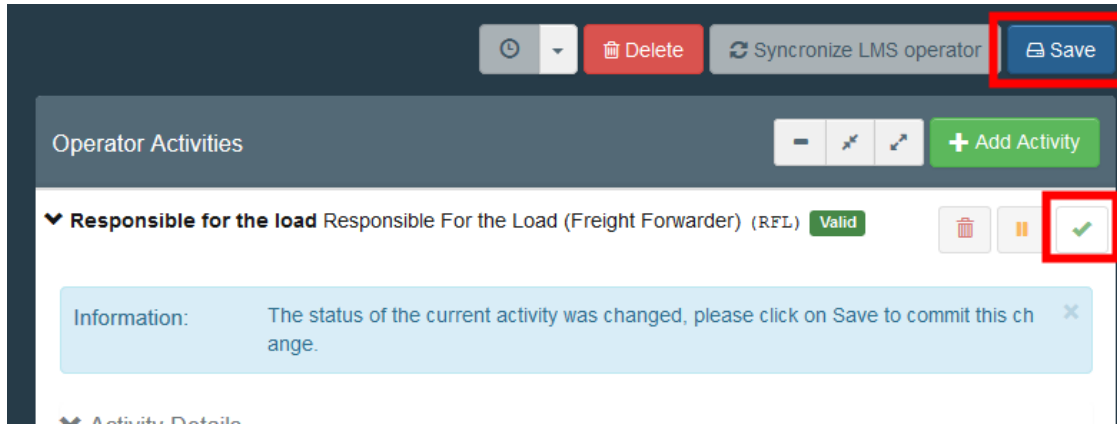 Delete Syncronize LMS operator Save
Operator Activities Add Activity
Responsible for the load Responsible For the Load (Freight Forwarder) (RFL) Valid
Information: The status of the current activity was changed, please click on Save to commit this ch
ange.
Activity Details